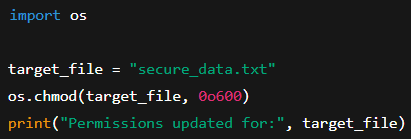 import os
target_file = "secure_data.txt"
os.chmod(target_file, 0o600)
print("Permissions updated for:", target_file)